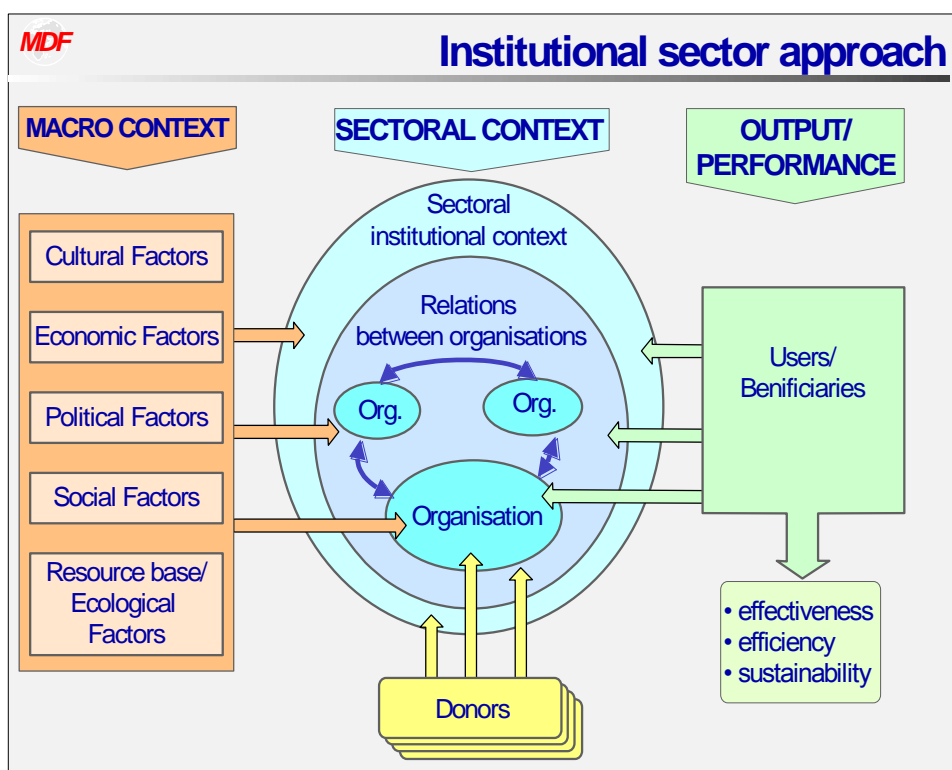 MDF
Institutional sector approach
MACRO CONTEXT
SECTORAL CONTEXT
OUTPUT/
PERFORMANCE
Cultural Factors
Economic Factors
Political Factors
Social Factors
Resource base/
Ecological
Factors
Sectoral
institutional context
Relations
between organisations
Org.
Org.
Organisation
Donors
Users/
Benificiaries
• effectiveness
• efficiency
• sustainability